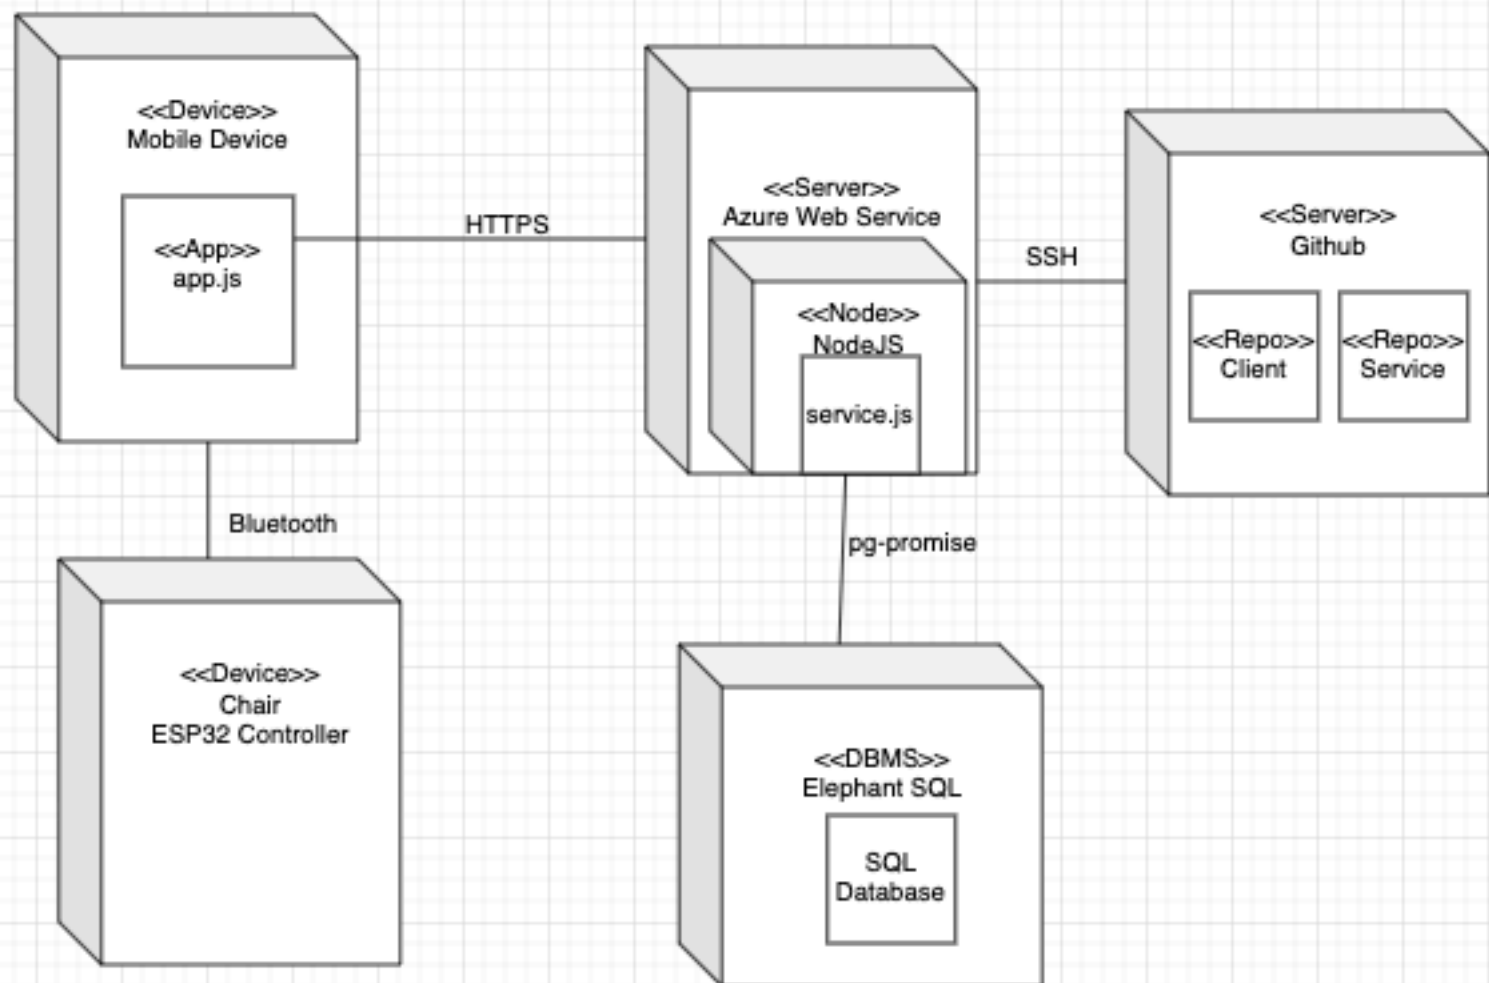 <<Device>>
Mobile Device
<<App>>
app.js
HTTPS
<<Server>>
Azure Web Service
<<Node>>
NodeJS
service.js
SSH
<<Server>>
Github
<<Repo>>
Client
<<Repo>>
Service
Bluetooth
pg-promise
<<Device>>
Chair
ESP32 Controller
<<DBMS>>
Elephant SQL
SQL
Database